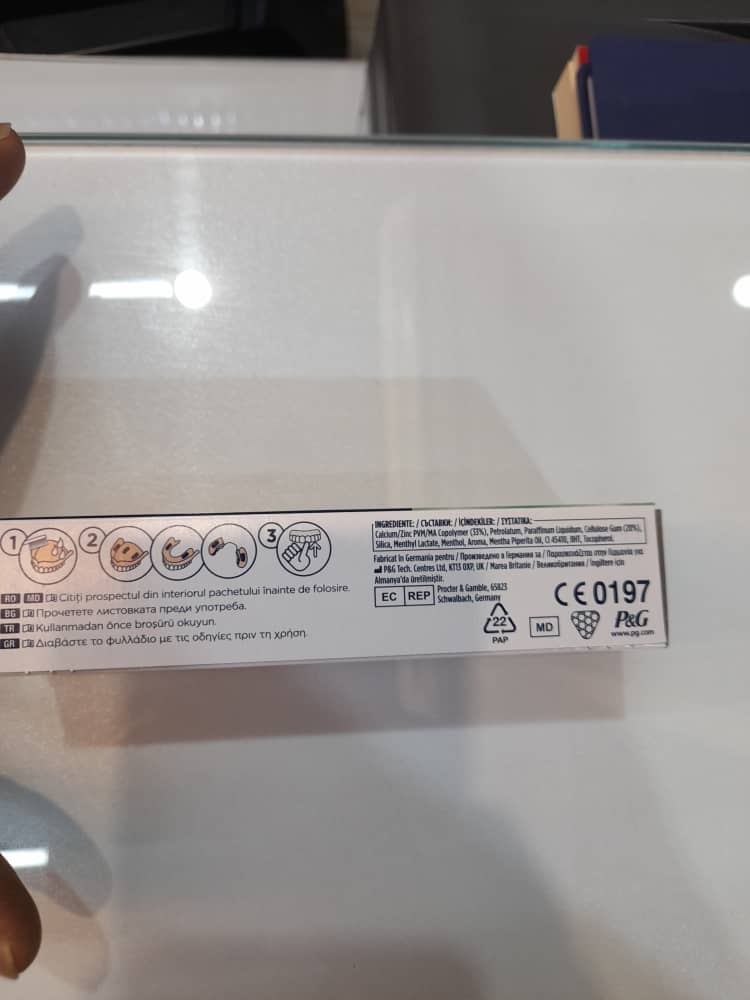 1 2 3
RO MD Citiți prospectul din interiorul pachetului înainte de folosire.
BG Прочетете листовката преди употреба.
TR Kullanmadan önce broşürü okuyun.
GR Διαβάστε το φυλλάδιο με τις οδηγίες πριν τη χρήση.
INGREDIENTE: / СЪСТАВКИ: / İÇİNDEKİLER: / ΣΥΣΤΑΤΙΚΑ:
Calcium/Zinc PVM/MA Copolymer (33%), Petrolatum, Paraffinum Liquidum, Cellulose Gum (20%),
Silica, Menthyl Lactate, Menthol, Aroma, Mentha Piperita Oil, CI 45410, BHT, Tocopherol.
Fabricat în Germania pentru / Произведено в Германия за / Παρασκευάζεται στην Γερμανία για
P&G Tech. Centres Ltd, KT13 0XP, UK / Marea Britanie / Великобритания / İngiltere için
Almanya'da üretilmiştir.
EC REP Procter & Gamble, 65823
Schwalbach, Germany
CE 0197
22
PAP
MD
P&G
www.pg.com